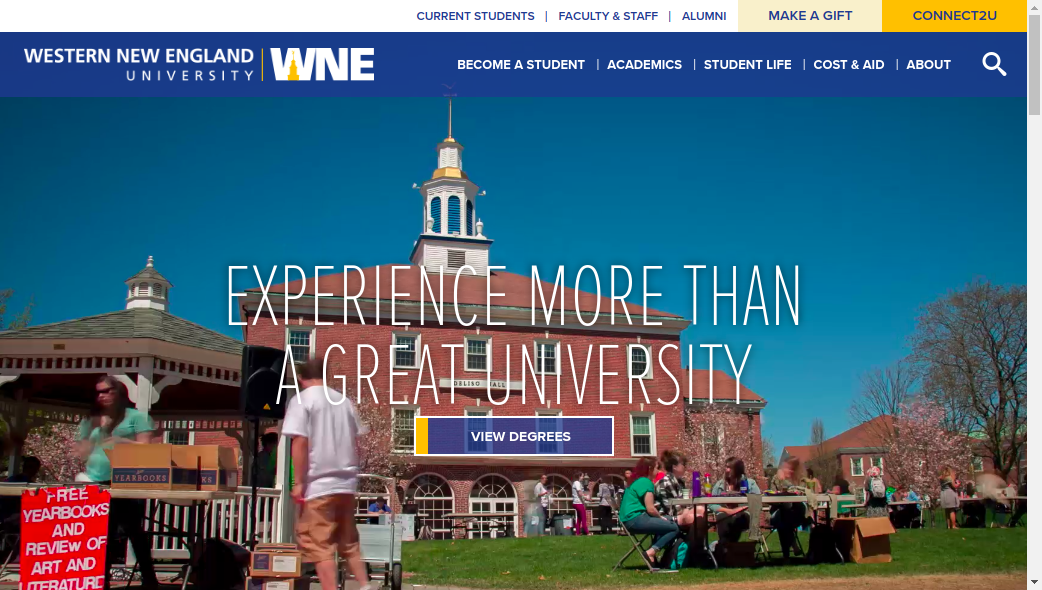 CURRENT STUDENTS | FACULTY & STAFF | ALUMNI MAKE A GIFT CONNECT2U
WESTERN NEW ENGLAND
UNIVERSITY
WNE
BECOME A STUDENT | ACADEMICS | STUDENT LIFE | COST & AID | ABOUT
EXPERIENCE MORE THAN
A GREAT UNIVERSITY
DELISO HALL
VIEW DEGREES
YEARBOOKS
FREE
YEARBOOKS
AND
REVIEW OF
ART AND
LITERATURE